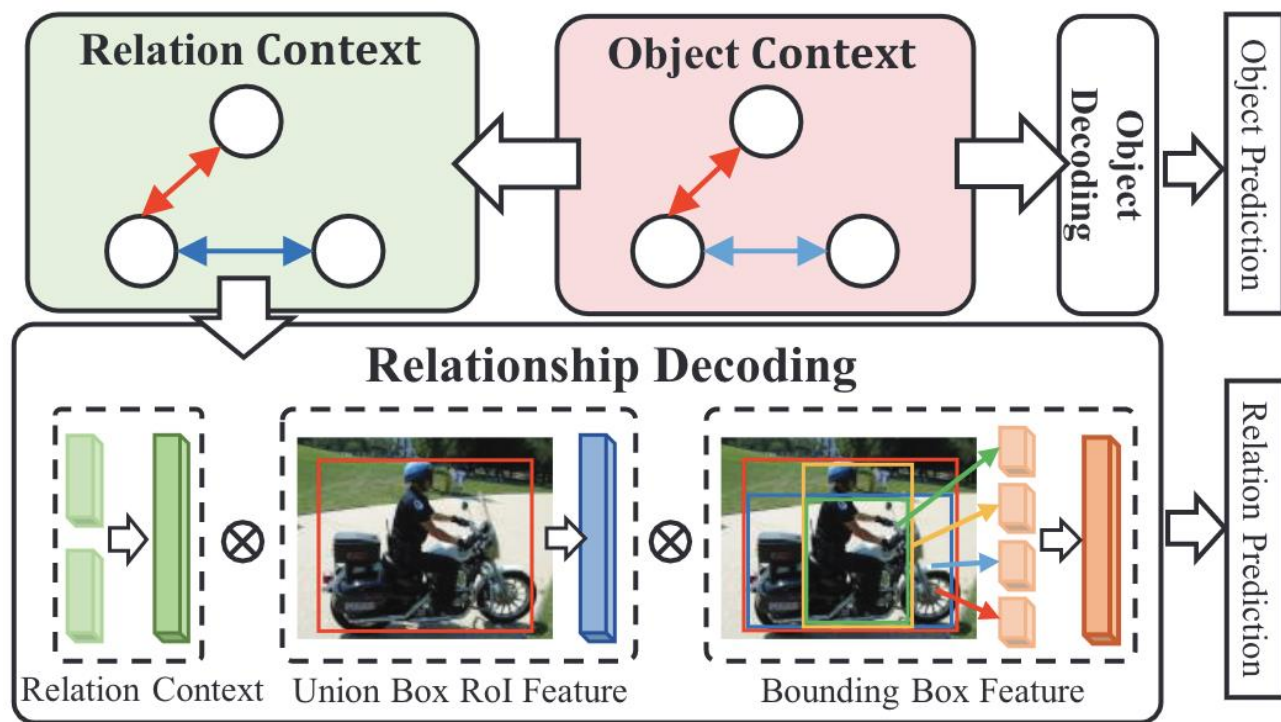 Relation Context
Object Context
Object
Decoding
Object Prediction
Relationship Decoding
Relation Context
Union Box RoI Feature
Bounding Box Feature
Relation Prediction